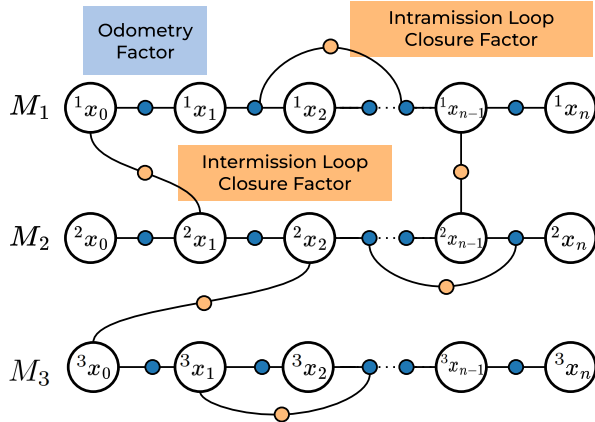 Odometry
Factor
Intramission Loop
Closure Factor
M₁ ¹x₀ ¹x₁ ¹x₂ ... ¹xₙ₋₁ ¹xₙ
Intermission Loop
Closure Factor
M₂ ²x₀ ²x₁ ²x₂ ... ²xₙ₋₁ ²xₙ
M₃ ³x₀ ³x₁ ³x₂ ... ³xₙ₋₁ ³xₙ